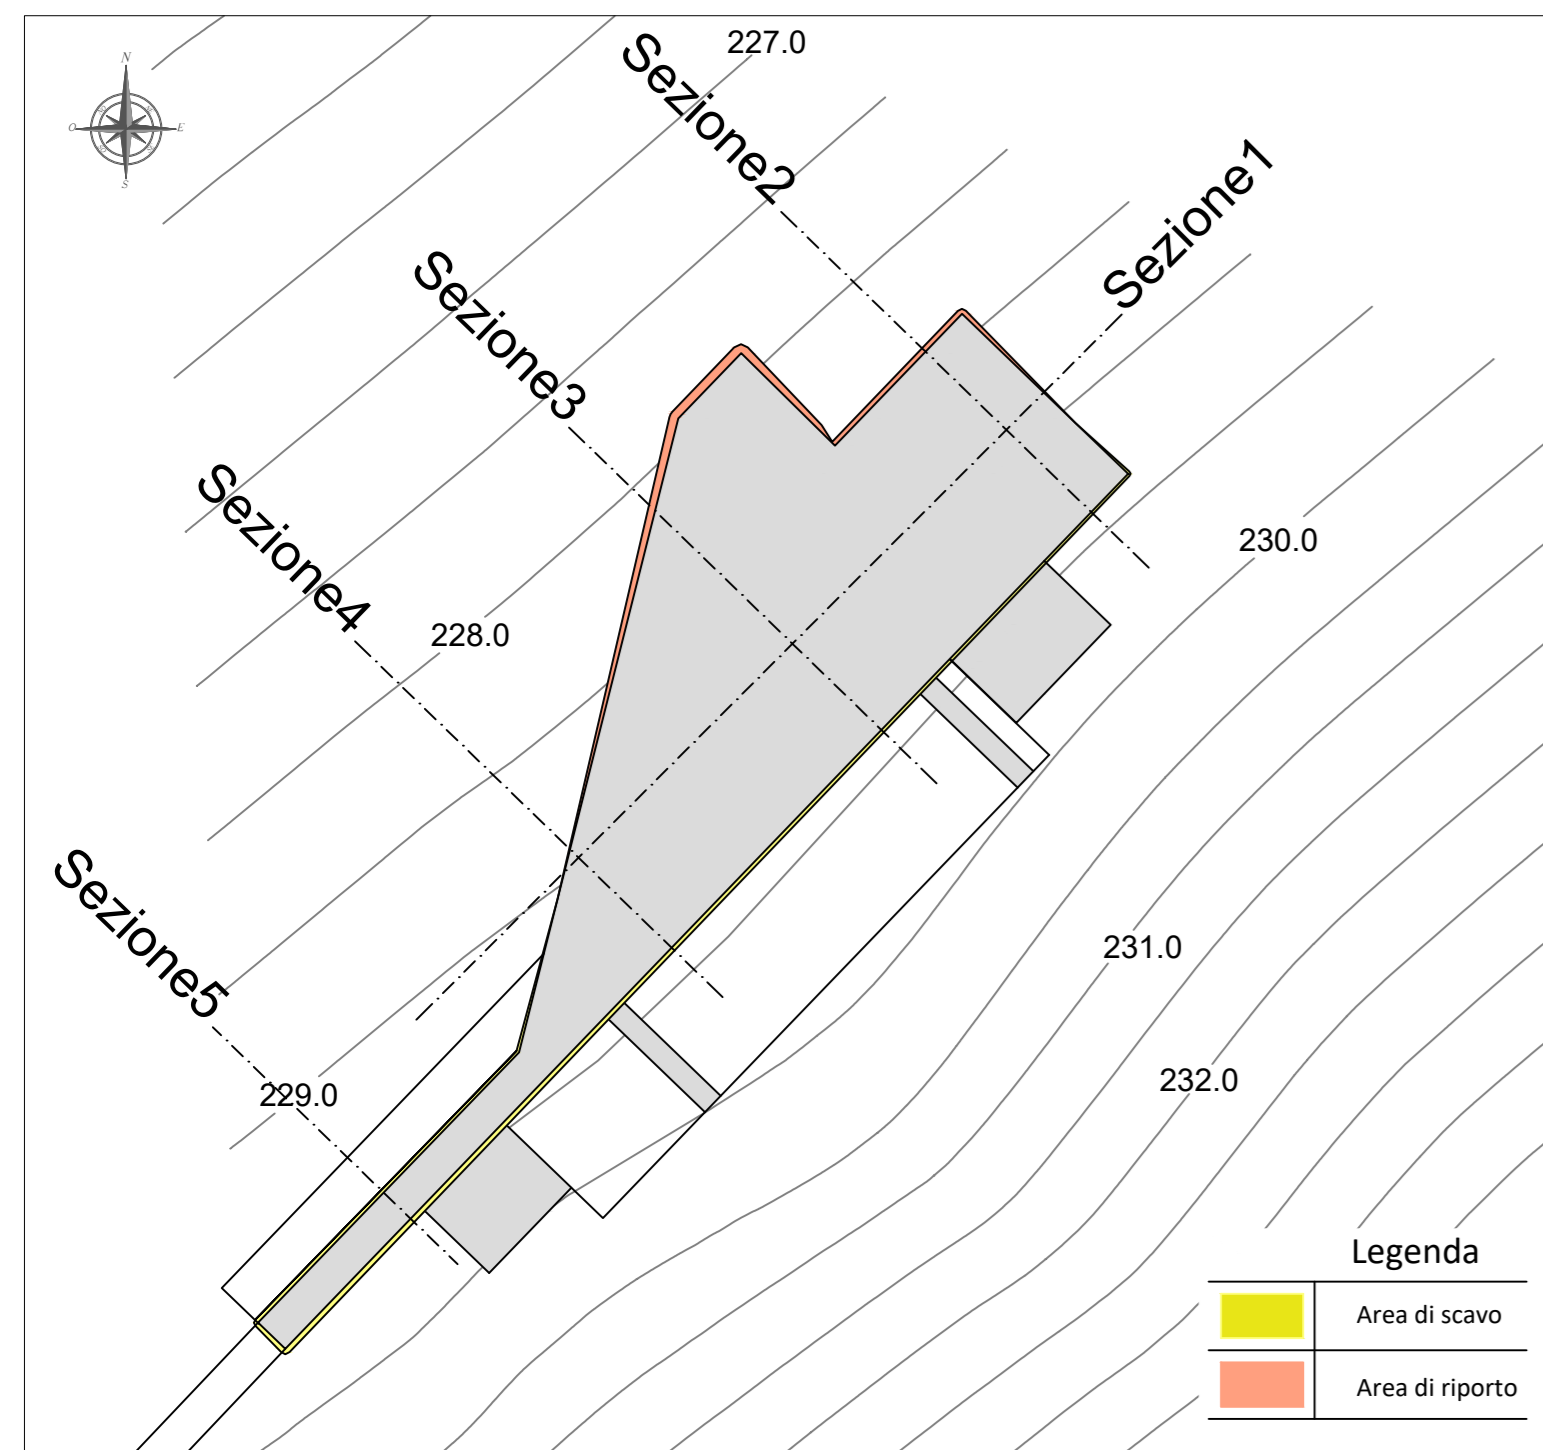 227.0
Sezione2
Sezione1
N
O
E
S
Sezione3
Sezione4
230.0
228.0
Sezione5
231.0
232.0
229.0
Legenda
Area di scavo
Area di riporto